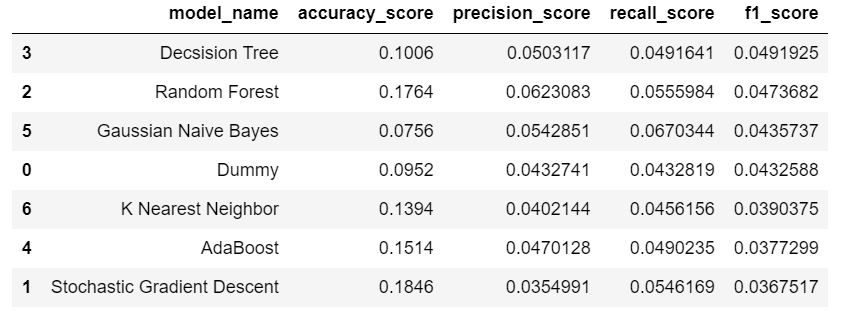 model_name accuracy_score precision_score recall_score f1_score
3 Decsision Tree 0.1006 0.0503117 0.0491641 0.0491925
2 Random Forest 0.1764 0.0623083 0.0555984 0.0473682
5 Gaussian Naive Bayes 0.0756 0.0542851 0.0670344 0.0435737
0 Dummy 0.0952 0.0432741 0.0432819 0.0432588
6 K Nearest Neighbor 0.1394 0.0402144 0.0456156 0.0390375
4 AdaBoost 0.1514 0.0470128 0.0490235 0.0377299
1 Stochastic Gradient Descent 0.1846 0.0354991 0.0546169 0.0367517